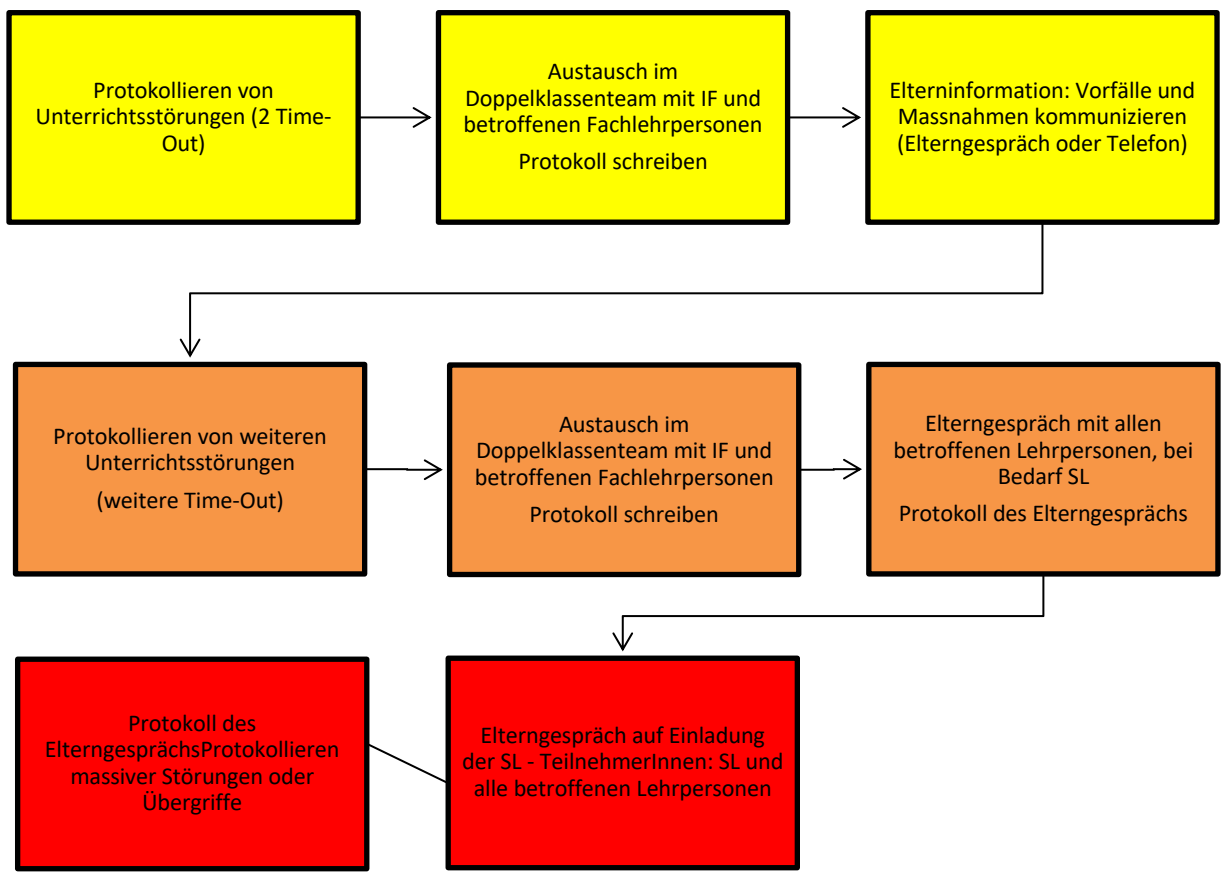 Protokollieren von
Unterrichtsstörungen (2 Time-
Out)
Austausch im
Doppelklassenteam mit IF und
betroffenen Fachlehrpersonen
Protokoll schreiben
Elterninformation: Vorfälle und
Massnahmen kommunizieren
(Elterngespräch oder Telefon)
Protokollieren von weiteren
Unterrichtsstörungen
(weitere Time-Out)
Austausch im
Doppelklassenteam mit IF und
betroffenen Fachlehrpersonen
Protokoll schreiben
Elterngespräch mit allen
betroffenen Lehrpersonen, bei
Bedarf SL
Protokoll des Elterngesprächs
Protokoll des
ElterngesprächsProtokollieren
massiver Störungen oder
Übergriffe
Elterngespräch auf Einladung
der SL - TeilnehmerInnen: SL und
alle betroffenen Lehrpersonen